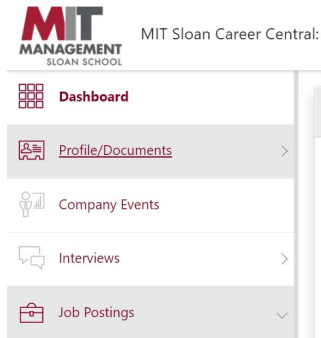 MIT
MANAGEMENT
SLOAN SCHOOL
MIT Sloan Career Central:
Dashboard
Profile/Documents
Company Events
Interviews
Job Postings